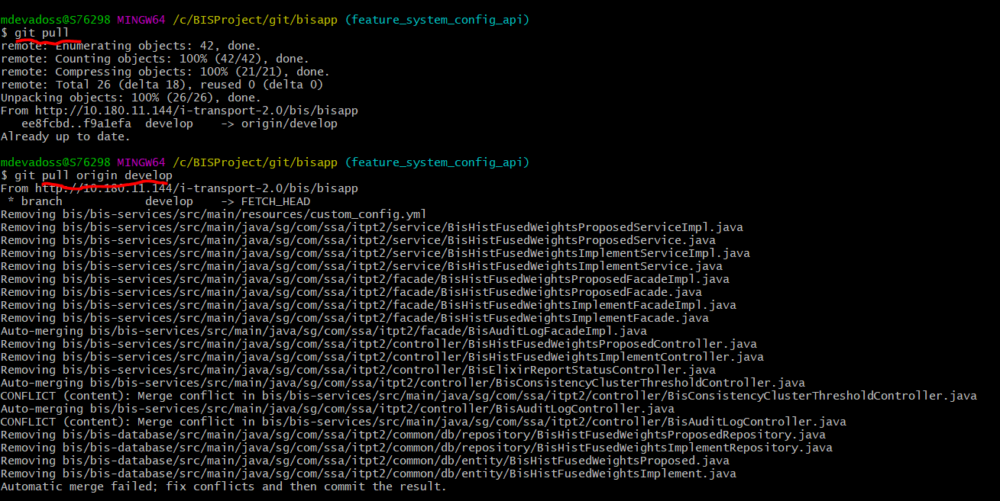 mdevadoss@S76298 MINGW64 /c/BISProject/git/bisapp (feature_system_config_api)
$ git pull
remote: Enumerating objects: 42, done.
remote: Counting objects: 100% (42/42), done.
remote: Compressing objects: 100% (21/21), done.
remote: Total 26 (delta 18), reused 0 (delta 0)
Unpacking objects: 100% (26/26), done.
From http://10.180.11.144/i-transport-2.0/bis/bisapp
   ee8fcbd..f9a1efa  develop    -> origin/develop
Already up to date.

mdevadoss@S76298 MINGW64 /c/BISProject/git/bisapp (feature_system_config_api)
$ git pull origin develop
From http://10.180.11.144/i-transport-2.0/bis/bisapp
 * branch            develop    -> FETCH_HEAD
Removing bis/bis-services/src/main/resources/custom_config.yml
Removing bis/bis-services/src/main/java/sg/com/ssa/itpt2/service/BisHistFusedWeightsProposedServiceImpl.java
Removing bis/bis-services/src/main/java/sg/com/ssa/itpt2/service/BisHistFusedWeightsProposedService.java
Removing bis/bis-services/src/main/java/sg/com/ssa/itpt2/service/BisHistFusedWeightsImplementServiceImpl.java
Removing bis/bis-services/src/main/java/sg/com/ssa/itpt2/service/BisHistFusedWeightsImplementService.java
Removing bis/bis-services/src/main/java/sg/com/ssa/itpt2/facade/BisHistFusedWeightsProposedFacadeImpl.java
Removing bis/bis-services/src/main/java/sg/com/ssa/itpt2/facade/BisHistFusedWeightsProposedFacade.java
Removing bis/bis-services/src/main/java/sg/com/ssa/itpt2/facade/BisHistFusedWeightsImplementFacadeImpl.java
Removing bis/bis-services/src/main/java/sg/com/ssa/itpt2/facade/BisHistFusedWeightsImplementFacade.java
Auto-merging bis/bis-services/src/main/java/sg/com/ssa/itpt2/facade/BisAuditLogFacadeImpl.java
Removing bis/bis-services/src/main/java/sg/com/ssa/itpt2/controller/BisHistFusedWeightsProposedController.java
Removing bis/bis-services/src/main/java/sg/com/ssa/itpt2/controller/BisHistFusedWeightsImplementController.java
Removing bis/bis-services/src/main/java/sg/com/ssa/itpt2/controller/BisElixirReportStatusController.java
Auto-merging bis/bis-services/src/main/java/sg/com/ssa/itpt2/controller/BisConsistencyClusterThresholdController.java
CONFLICT (content): Merge conflict in bis/bis-services/src/main/java/sg/com/ssa/itpt2/controller/BisConsistencyClusterThresholdController.java
Auto-merging bis/bis-services/src/main/java/sg/com/ssa/itpt2/controller/BisAuditLogController.java
CONFLICT (content): Merge conflict in bis/bis-services/src/main/java/sg/com/ssa/itpt2/controller/BisAuditLogController.java
Removing bis/bis-database/src/main/java/sg/com/ssa/itpt2/common/db/repository/BisHistFusedWeightsProposedRepository.java
Removing bis/bis-database/src/main/java/sg/com/ssa/itpt2/common/db/repository/BisHistFusedWeightsImplementRepository.java
Removing bis/bis-database/src/main/java/sg/com/ssa/itpt2/common/db/entity/BisHistFusedWeightsProposed.java
Removing bis/bis-database/src/main/java/sg/com/ssa/itpt2/common/db/entity/BisHistFusedWeightsImplement.java
Automatic merge failed; fix conflicts and then commit the result.